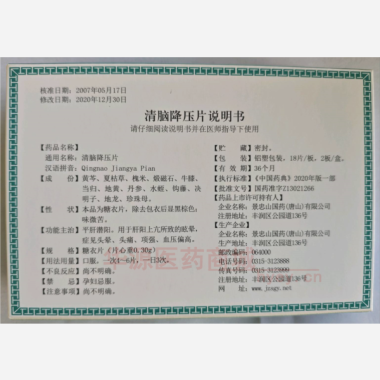 核准日期：2007年05月17日
修改日期：2020年12月30日
清脑降压片说明书
请仔细阅读说明书并在医师指导下使用
【药品名称】
通用名称：清脑降压片
汉语拼音：Qingnao Jiangya Pian
【成　　份】黄芩、夏枯草、槐米、煅磁石、牛膝、
当归、地黄、丹参、水蛭、钩藤、决
明子、地龙、珍珠母。
【性　　状】本品为糖衣片，除去包衣后显黑棕色；
味微苦。
【功能主治】平肝潜阳。用于肝阳上亢所致的眩晕，
症见头晕、头痛、项强、血压偏高。
【规　　格】糖衣片(片心重0.30g)
【用法用量】口服。一次4-6片，一日3次。
【不良反应】尚不明确。
【禁　　忌】孕妇忌服。
【注意事项】尚不明确。
【贮　　藏】密封。
【包　　装】铝塑包装，18片/板，2板/盒。
【有 效 期】36个月
【执行标准】《中国药典》2020年版一部
【批准文号】国药准字Z13021266
【药品上市许可持有人】
企业名称：景忠山国药(唐山)有限公司
注册地址：丰润区公园道136号
【生产企业】
企业名称：景忠山国药(唐山)有限公司
生产地址：丰润区公园道136号
邮政编码：064000
电话号码：0315-3123888
传真号码：0315-3123999
注册地址：丰润区公园道136号
网　　址：www.jzsgy.net